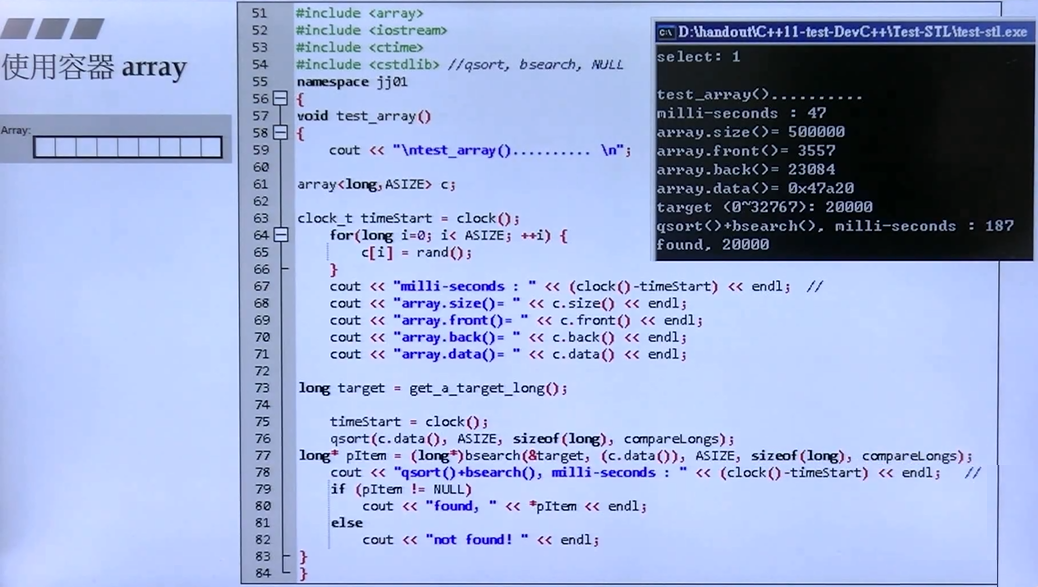 使用容器 array
Array:
51 #include <array>
52 #include <iostream>
53 #include <ctime>
54 #include <cstdlib> //qsort, bsearch, NULL
55 namespace jj01
56 {
57 void test_array()
58 {
59 cout << "\ntest_array().......... \n";
60
61 array<long,ASIZE> c;
62
63 clock_t timeStart = clock();
64 for(long i=0; i< ASIZE; ++i) {
65 c[i] = rand();
66 }
67 cout << "milli-seconds : " << (clock()-timeStart) << endl; //
68 cout << "array.size()= " << c.size() << endl;
69 cout << "array.front()= " << c.front() << endl;
70 cout << "array.back()= " << c.back() << endl;
71 cout << "array.data()= " << c.data() << endl;
72
73 long target = get_a_target_long();
74
75 timeStart = clock();
76 qsort(c.data(), ASIZE, sizeof(long), compareLongs);
77 long* pItem = (long*)bsearch(&target, (c.data()), ASIZE, sizeof(long), compareLongs);
78 cout << "qsort()+bsearch(), milli-seconds : " << (clock()-timeStart) << endl; //
79 if (pItem != NULL)
80 cout << "found, " << *pItem << endl;
81 else
82 cout << "not found! " << endl;
83 }
84 }
D:\handout\C++11-test-DevC++\Test-STL\test-stl.exe
select: 1
test_array()..........
milli-seconds : 47
array.size()= 500000
array.front()= 3557
array.back()= 23084
array.data()= 0x47a20
target (0~32767): 20000
qsort()+bsearch(), milli-seconds : 187
found, 20000